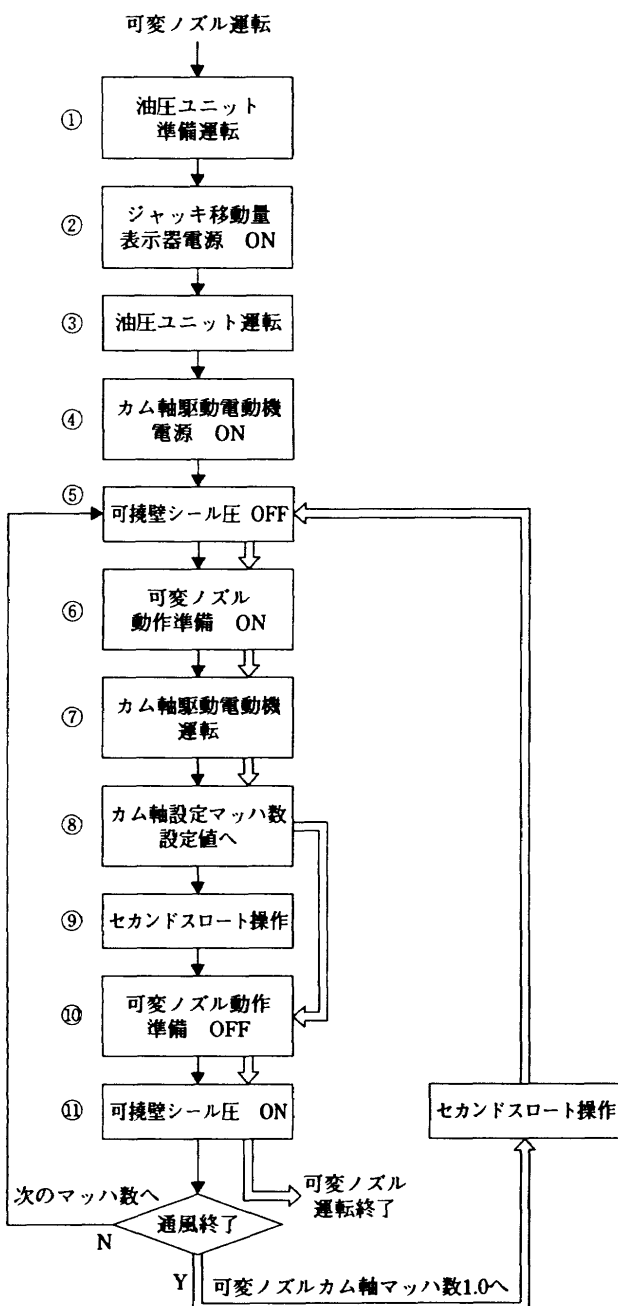 可変ノズル運転
①
油圧ユニット
準備運転
②
ジャッキ移動量
表示器電源 ON
③
油圧ユニット運転
④
カム軸駆動電動機
電源 ON
⑤
可撓壁シール圧 OFF
⑥
可変ノズル
動作準備 ON
⑦
カム軸駆動電動機
運転
⑧
カム軸設定マッハ数
設定値へ
⑨
セカンドスロート操作
⑩
可変ノズル動作
準備 OFF
⑪
可撓壁シール圧 ON
セカンドスロート操作
次のマッハ数へ
通風終了
可変ノズル
運転終了
N
Y
可変ノズルカム軸マッハ数1.0へ